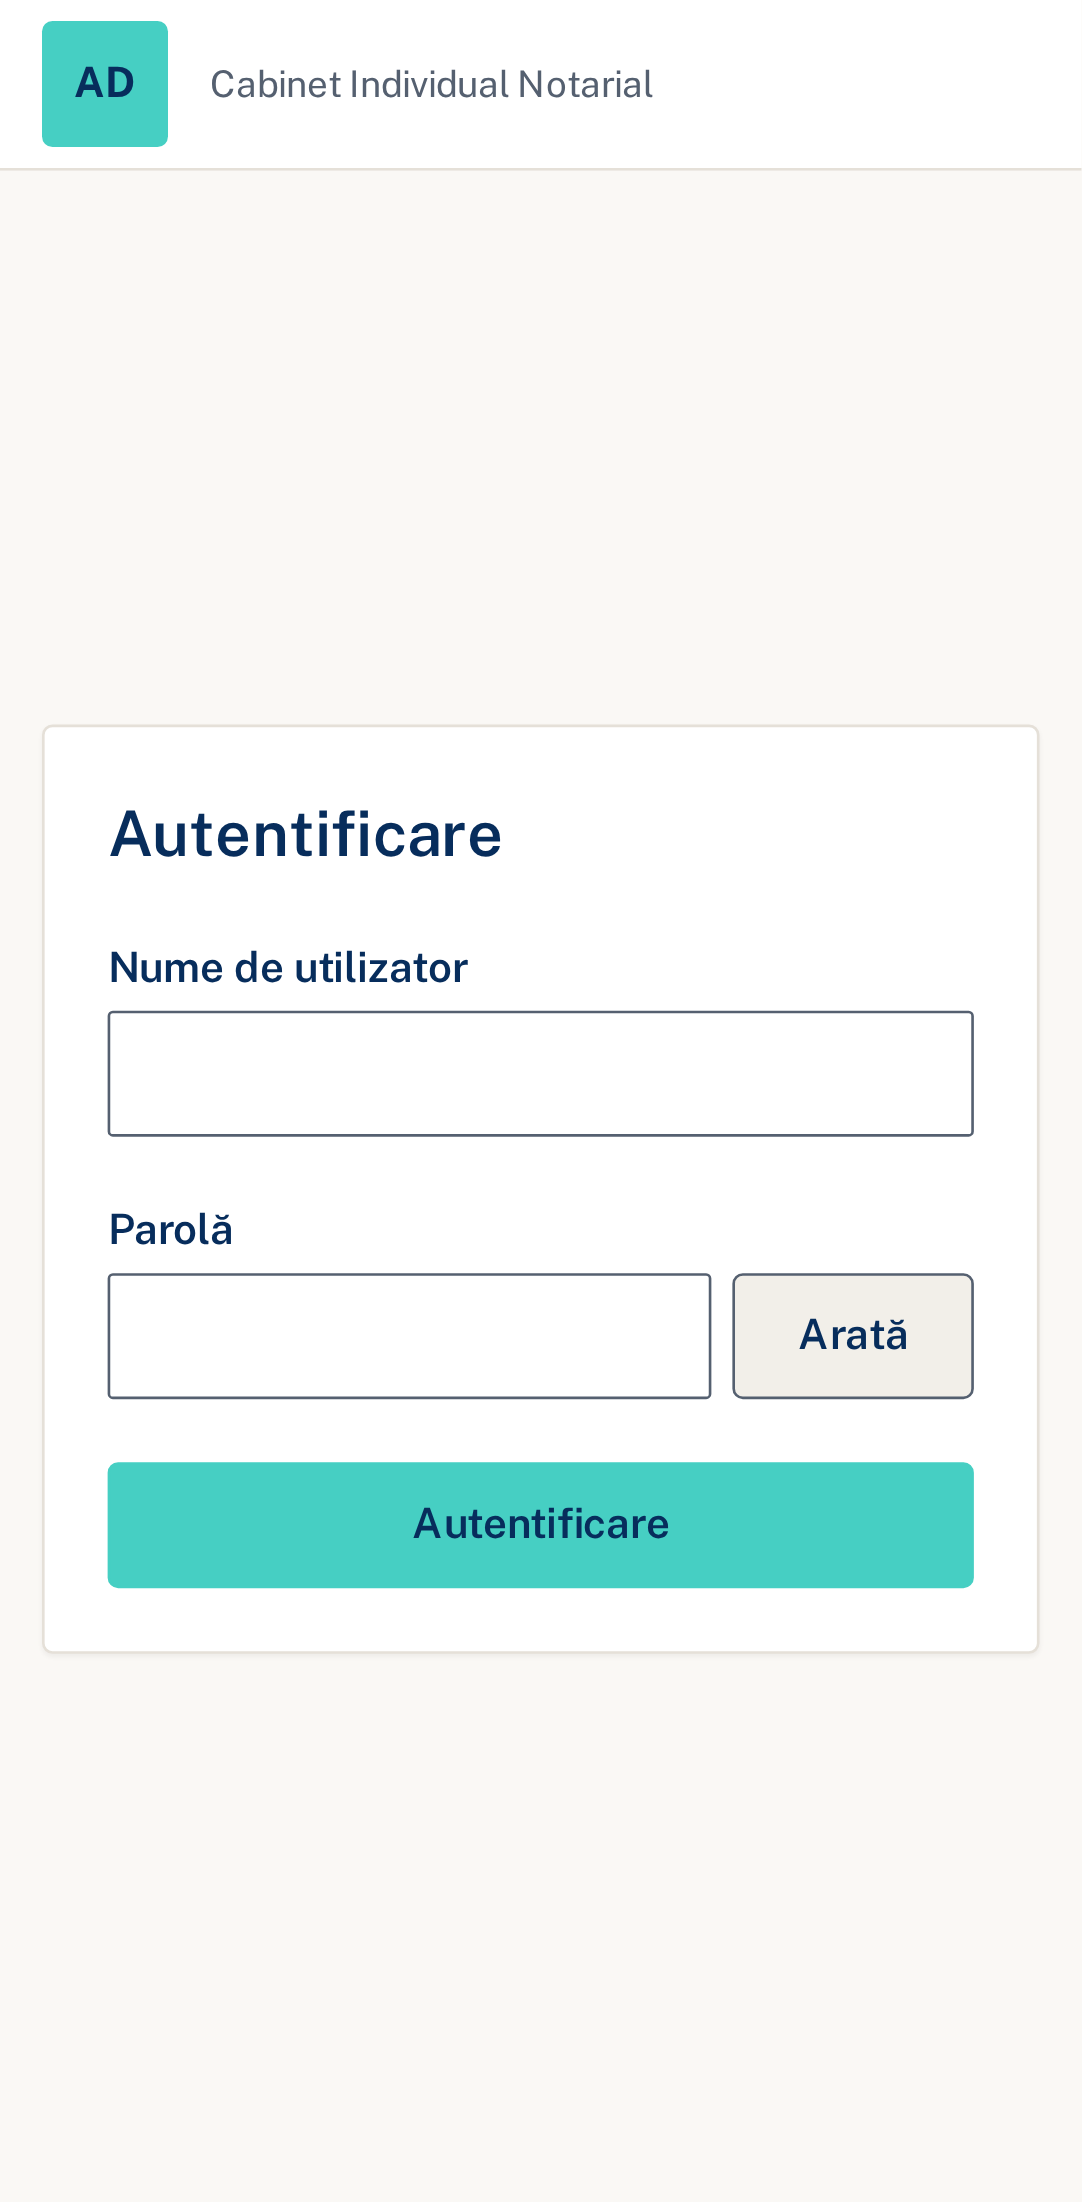 AD
Cabinet Individual Notarial
Autentificare
Nume de utilizator
Parolă
Arată
Autentificare